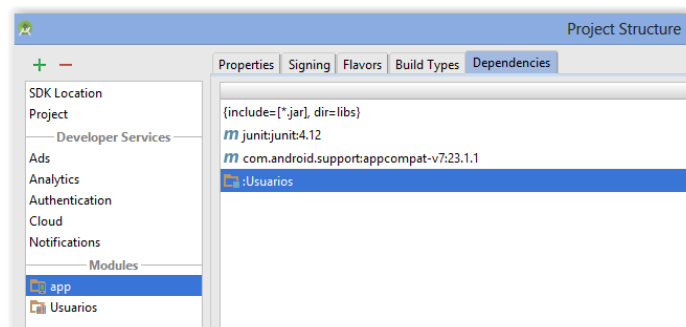 Project Structure
Properties Signing Flavors Build Types Dependencies
SDK Location
Project
Developer Services
Ads
Analytics
Authentication
Cloud
Notifications
Modules
app
Usuarios
{include=[*.jar], dir=libs}
m junit:junit:4.12
m com.android.support:appcompat-v7:23.1.1
:Usuarios